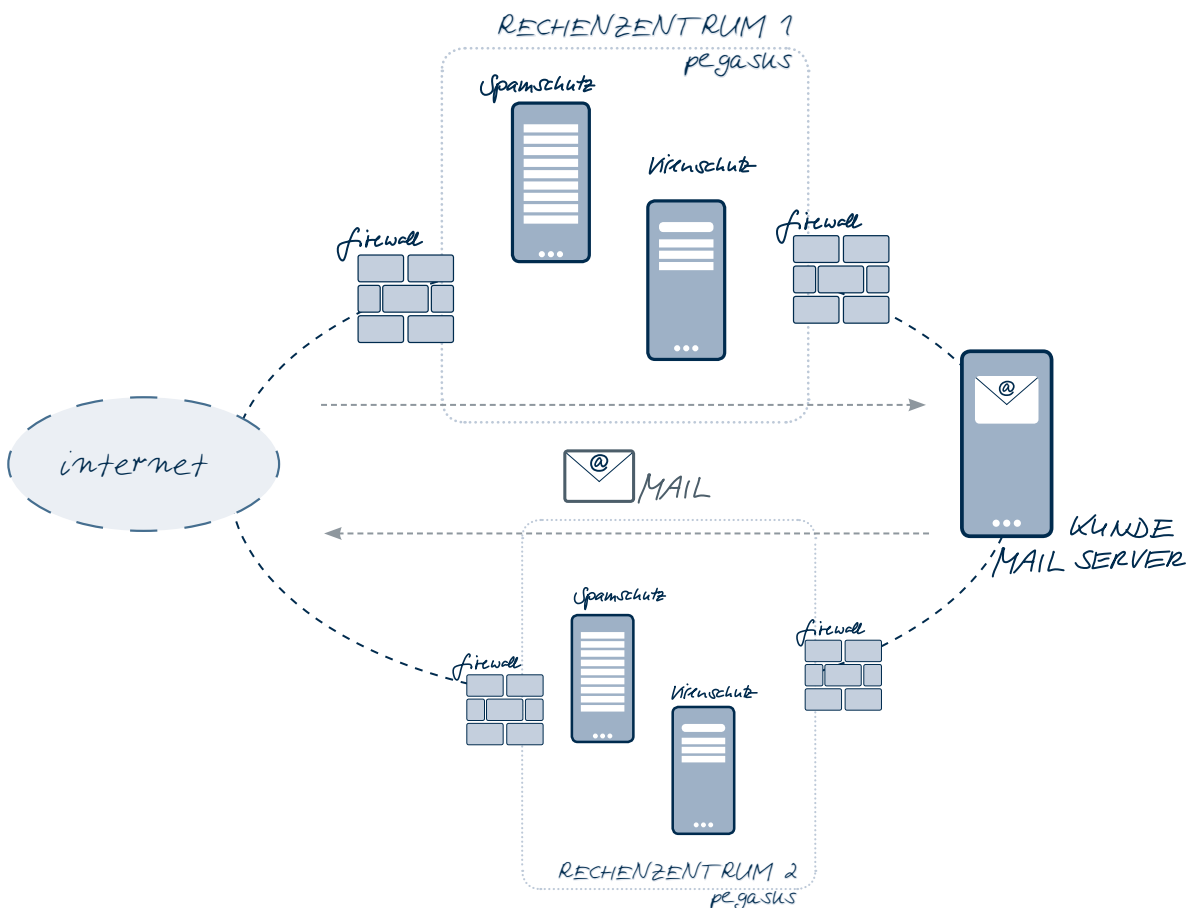 RECHENZENTRUM 1
pegasus
Spamschutz
Virenschutz
firewall
firewall
@
internet
@
MAIL
KUNDE
MAIL SERVER
Spamschutz
firewall
firewall
Virenschutz
RECHENZENTRUM 2
pegasus